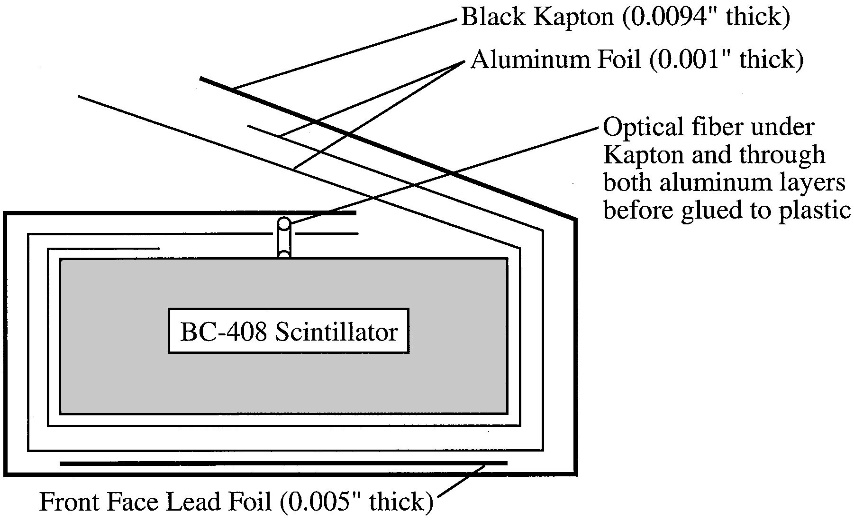 Black Kapton (0.0094" thick)
Aluminum Foil (0.001" thick)
Optical fiber under
Kapton and through
both aluminum layers
before glued to plastic
BC-408 Scintillator
Front Face Lead Foil (0.005" thick)